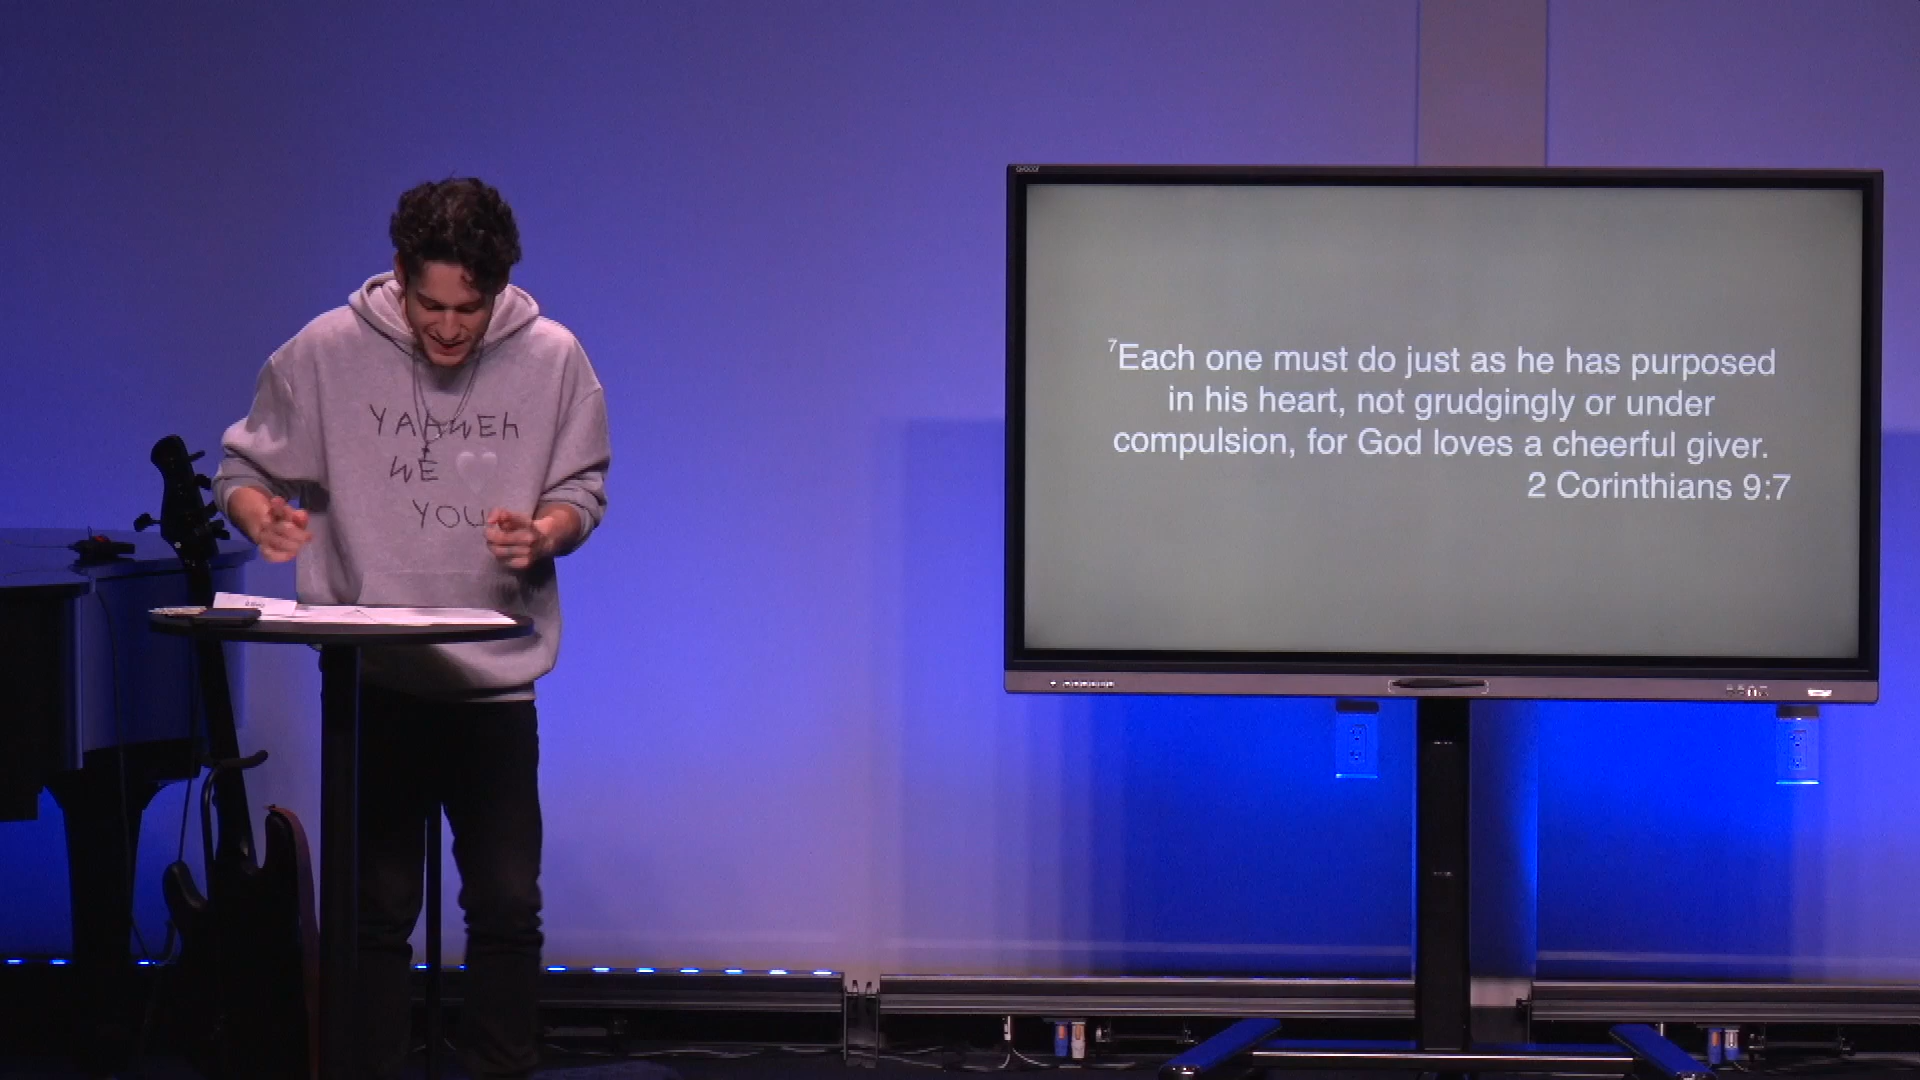 YAHWEH
WE
YOU
⁷Each one must do just as he has purposed
in his heart, not grudgingly or under
compulsion, for God loves a cheerful giver.
2 Corinthians 9:7